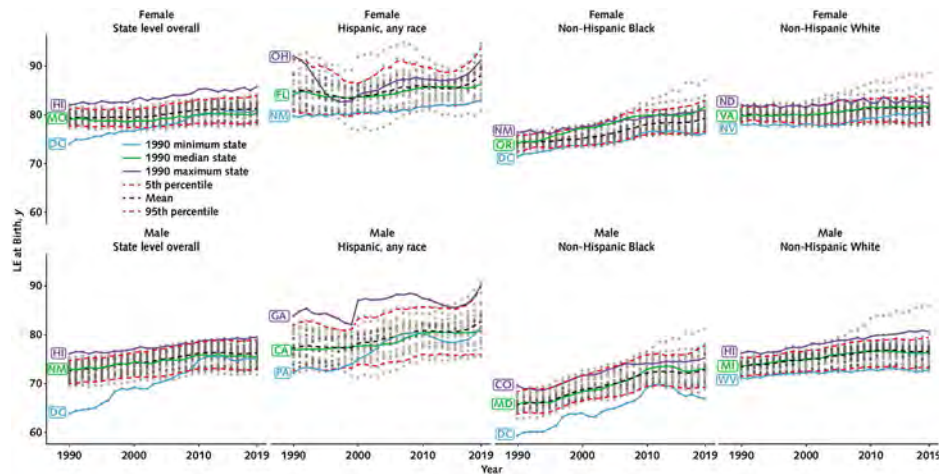 Female
State level overall
Female
Hispanic, any race
Female
Non-Hispanic Black
Female
Non-Hispanic White
90
80
70
60
HI
MO
DC
OH
FL
NM
NM
OR
DC
ND
VA
NV
1990 minimum state
1990 median state
1990 maximum state
5th percentile
Mean
95th percentile
LE at Birth, y
Male
State level overall
Male
Hispanic, any race
Male
Non-Hispanic Black
Male
Non-Hispanic White
90
80
70
60
HI
NM
DC
GA
CA
PA
CO
MD
DC
HI
MI
WV
1990 2000 2010 2019
1990 2000 2010 2019
1990 2000 2010 2019
1990 2000 2010 2019
Year